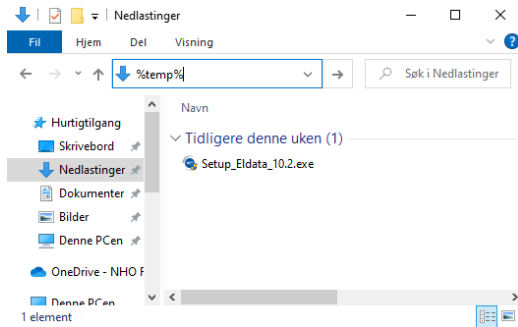 Nedlastinger
Fil Hjem Del Visning
%temp%
Søk i Nedlastinger
Navn
Hurtigtilgang
Tidligere denne uken (1)
Skrivebord
Setup_Eldata_10.2.exe
Nedlastinger
Dokumenter
Bilder
Denne PCen
OneDrive - NHO F
Denne PCen
1 element